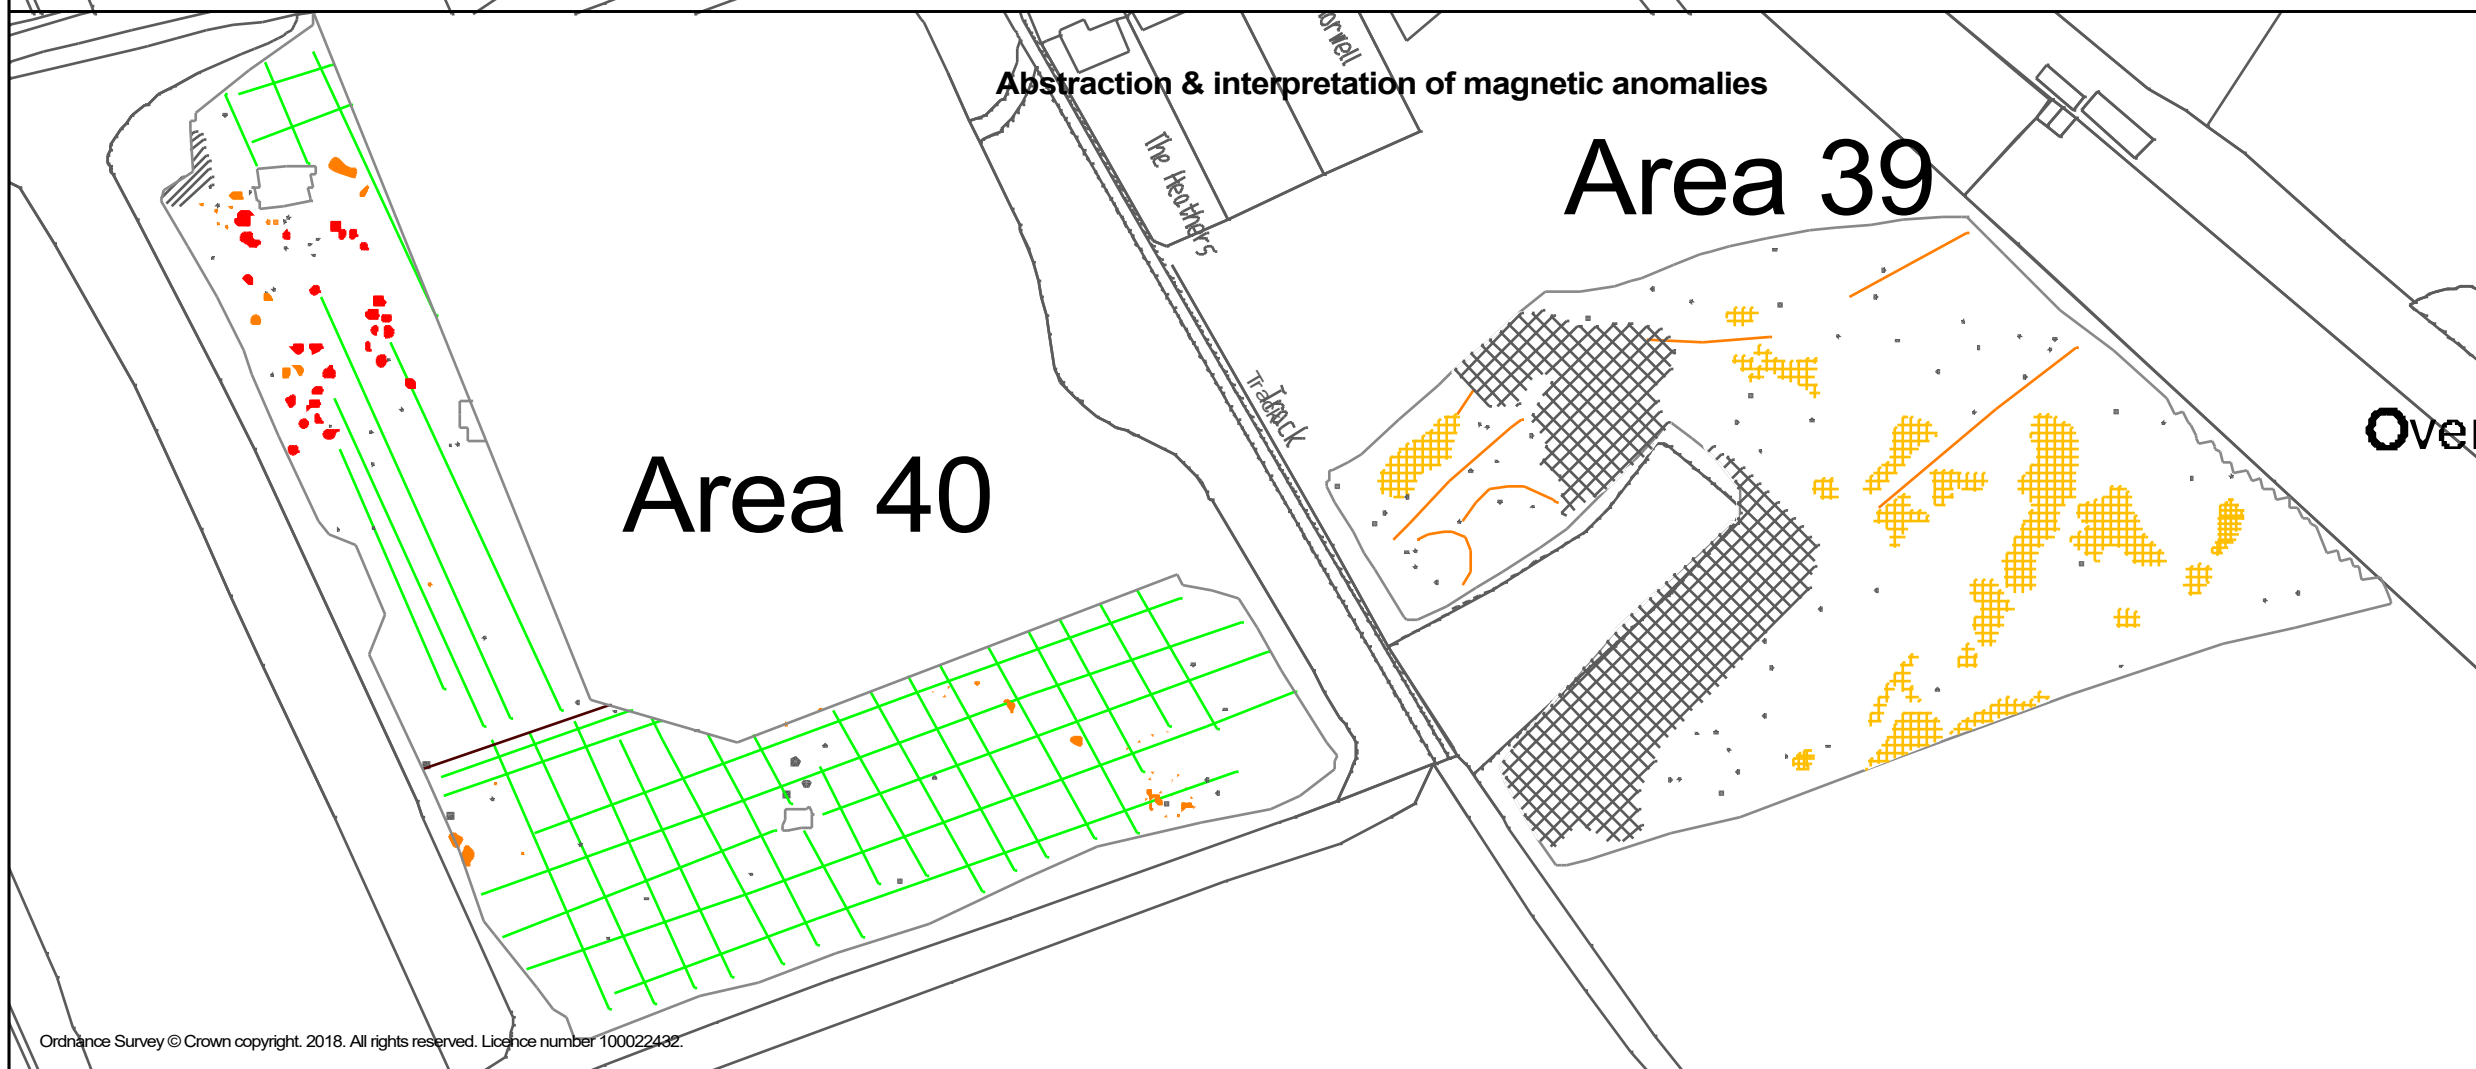 Abstraction & interpretation of magnetic anomalies
Area 39
The Heathers
Track
Track
Area 40
Ordnance Survey © Crown copyright. 2018. All rights reserved. Licence number 100022432.